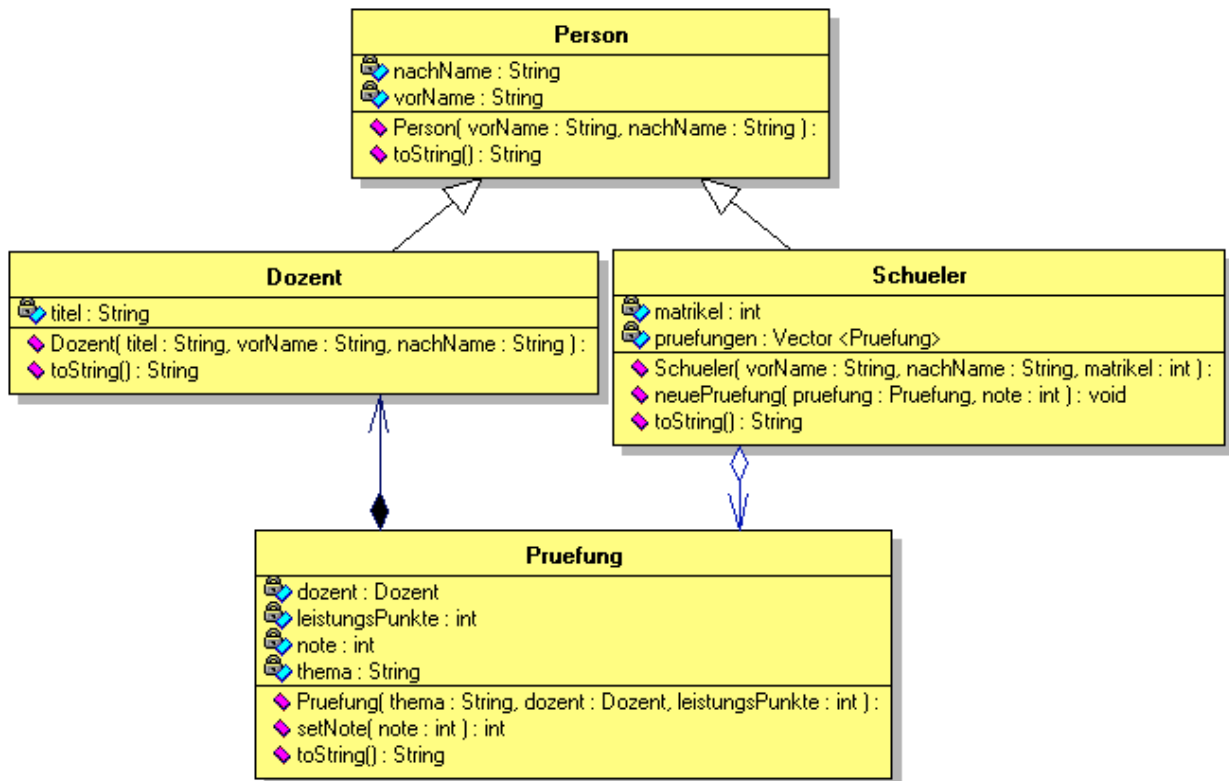 Person
nachName : String
vorName : String
Person( vorName : String, nachName : String ) :
toString() : String
Dozent
titel : String
Dozent( titel : String, vorName : String, nachName : String ) :
toString() : String
Schueler
matrikel : int
pruefungen : Vector <Pruefung>
Schueler( vorName : String, nachName : String, matrikel : int ) :
neuePruefung( pruefung : Pruefung, note : int ) : void
toString() : String
Pruefung
dozent : Dozent
leistungsPunkte : int
note : int
thema : String
Pruefung( thema : String, dozent : Dozent, leistungsPunkte : int ) :
setNote( note : int ) : int
toString() : String